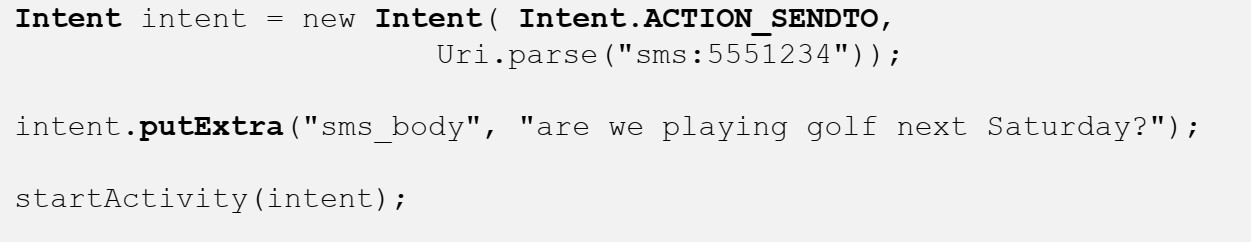 Intent intent = new Intent( Intent.ACTION_SENDTO,
Uri.parse("sms:5551234"));
intent.putExtra("sms_body", "are we playing golf next Saturday?");
startActivity(intent);